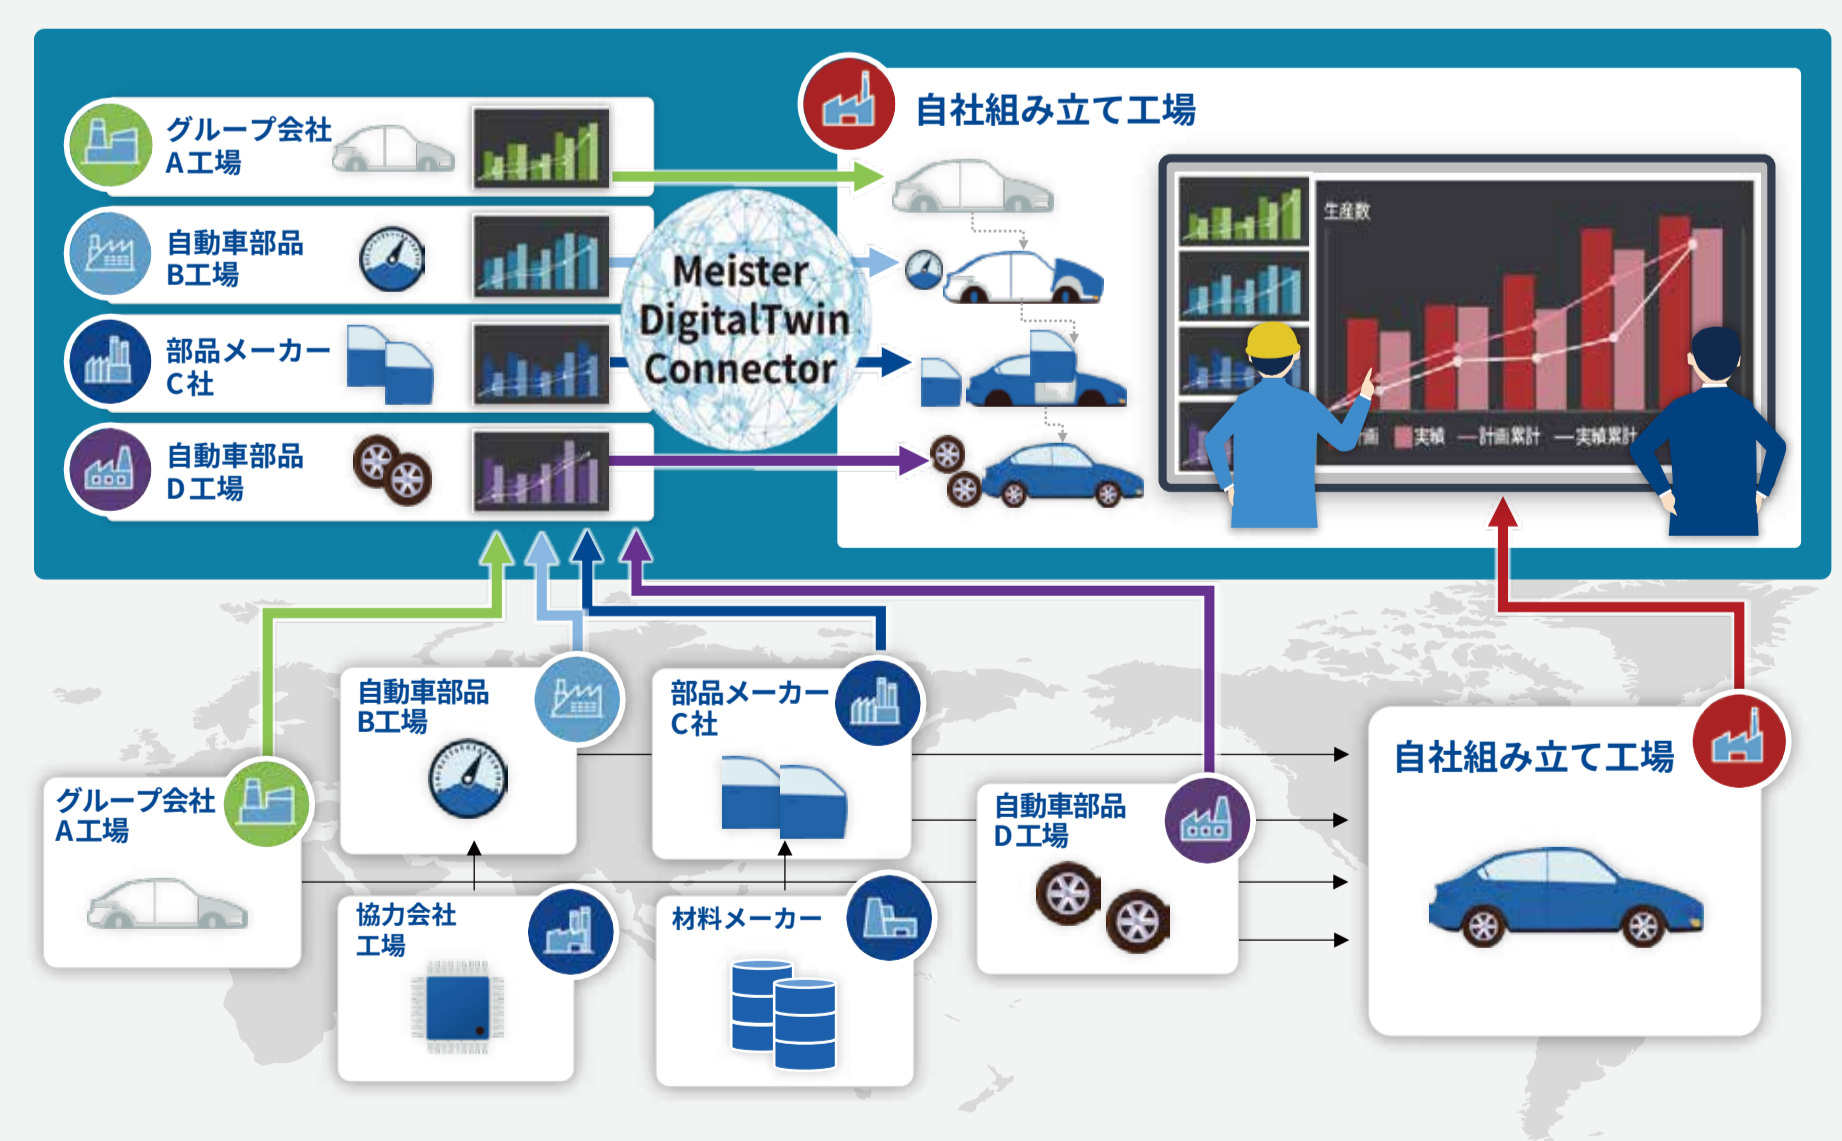 グループ会社
A工場
自動車部品
B工場
部品メーカー
C社
自動車部品
D工場
Meister
DigitalTwin
Connector
自社組み立て工場
生産数
画 実績 計画累計 実績累計
自動車部品
B工場
部品メーカー
C社
グループ会社
A工場
自動車部品
D工場
自社組み立て工場
協力会社
工場
材料メーカー